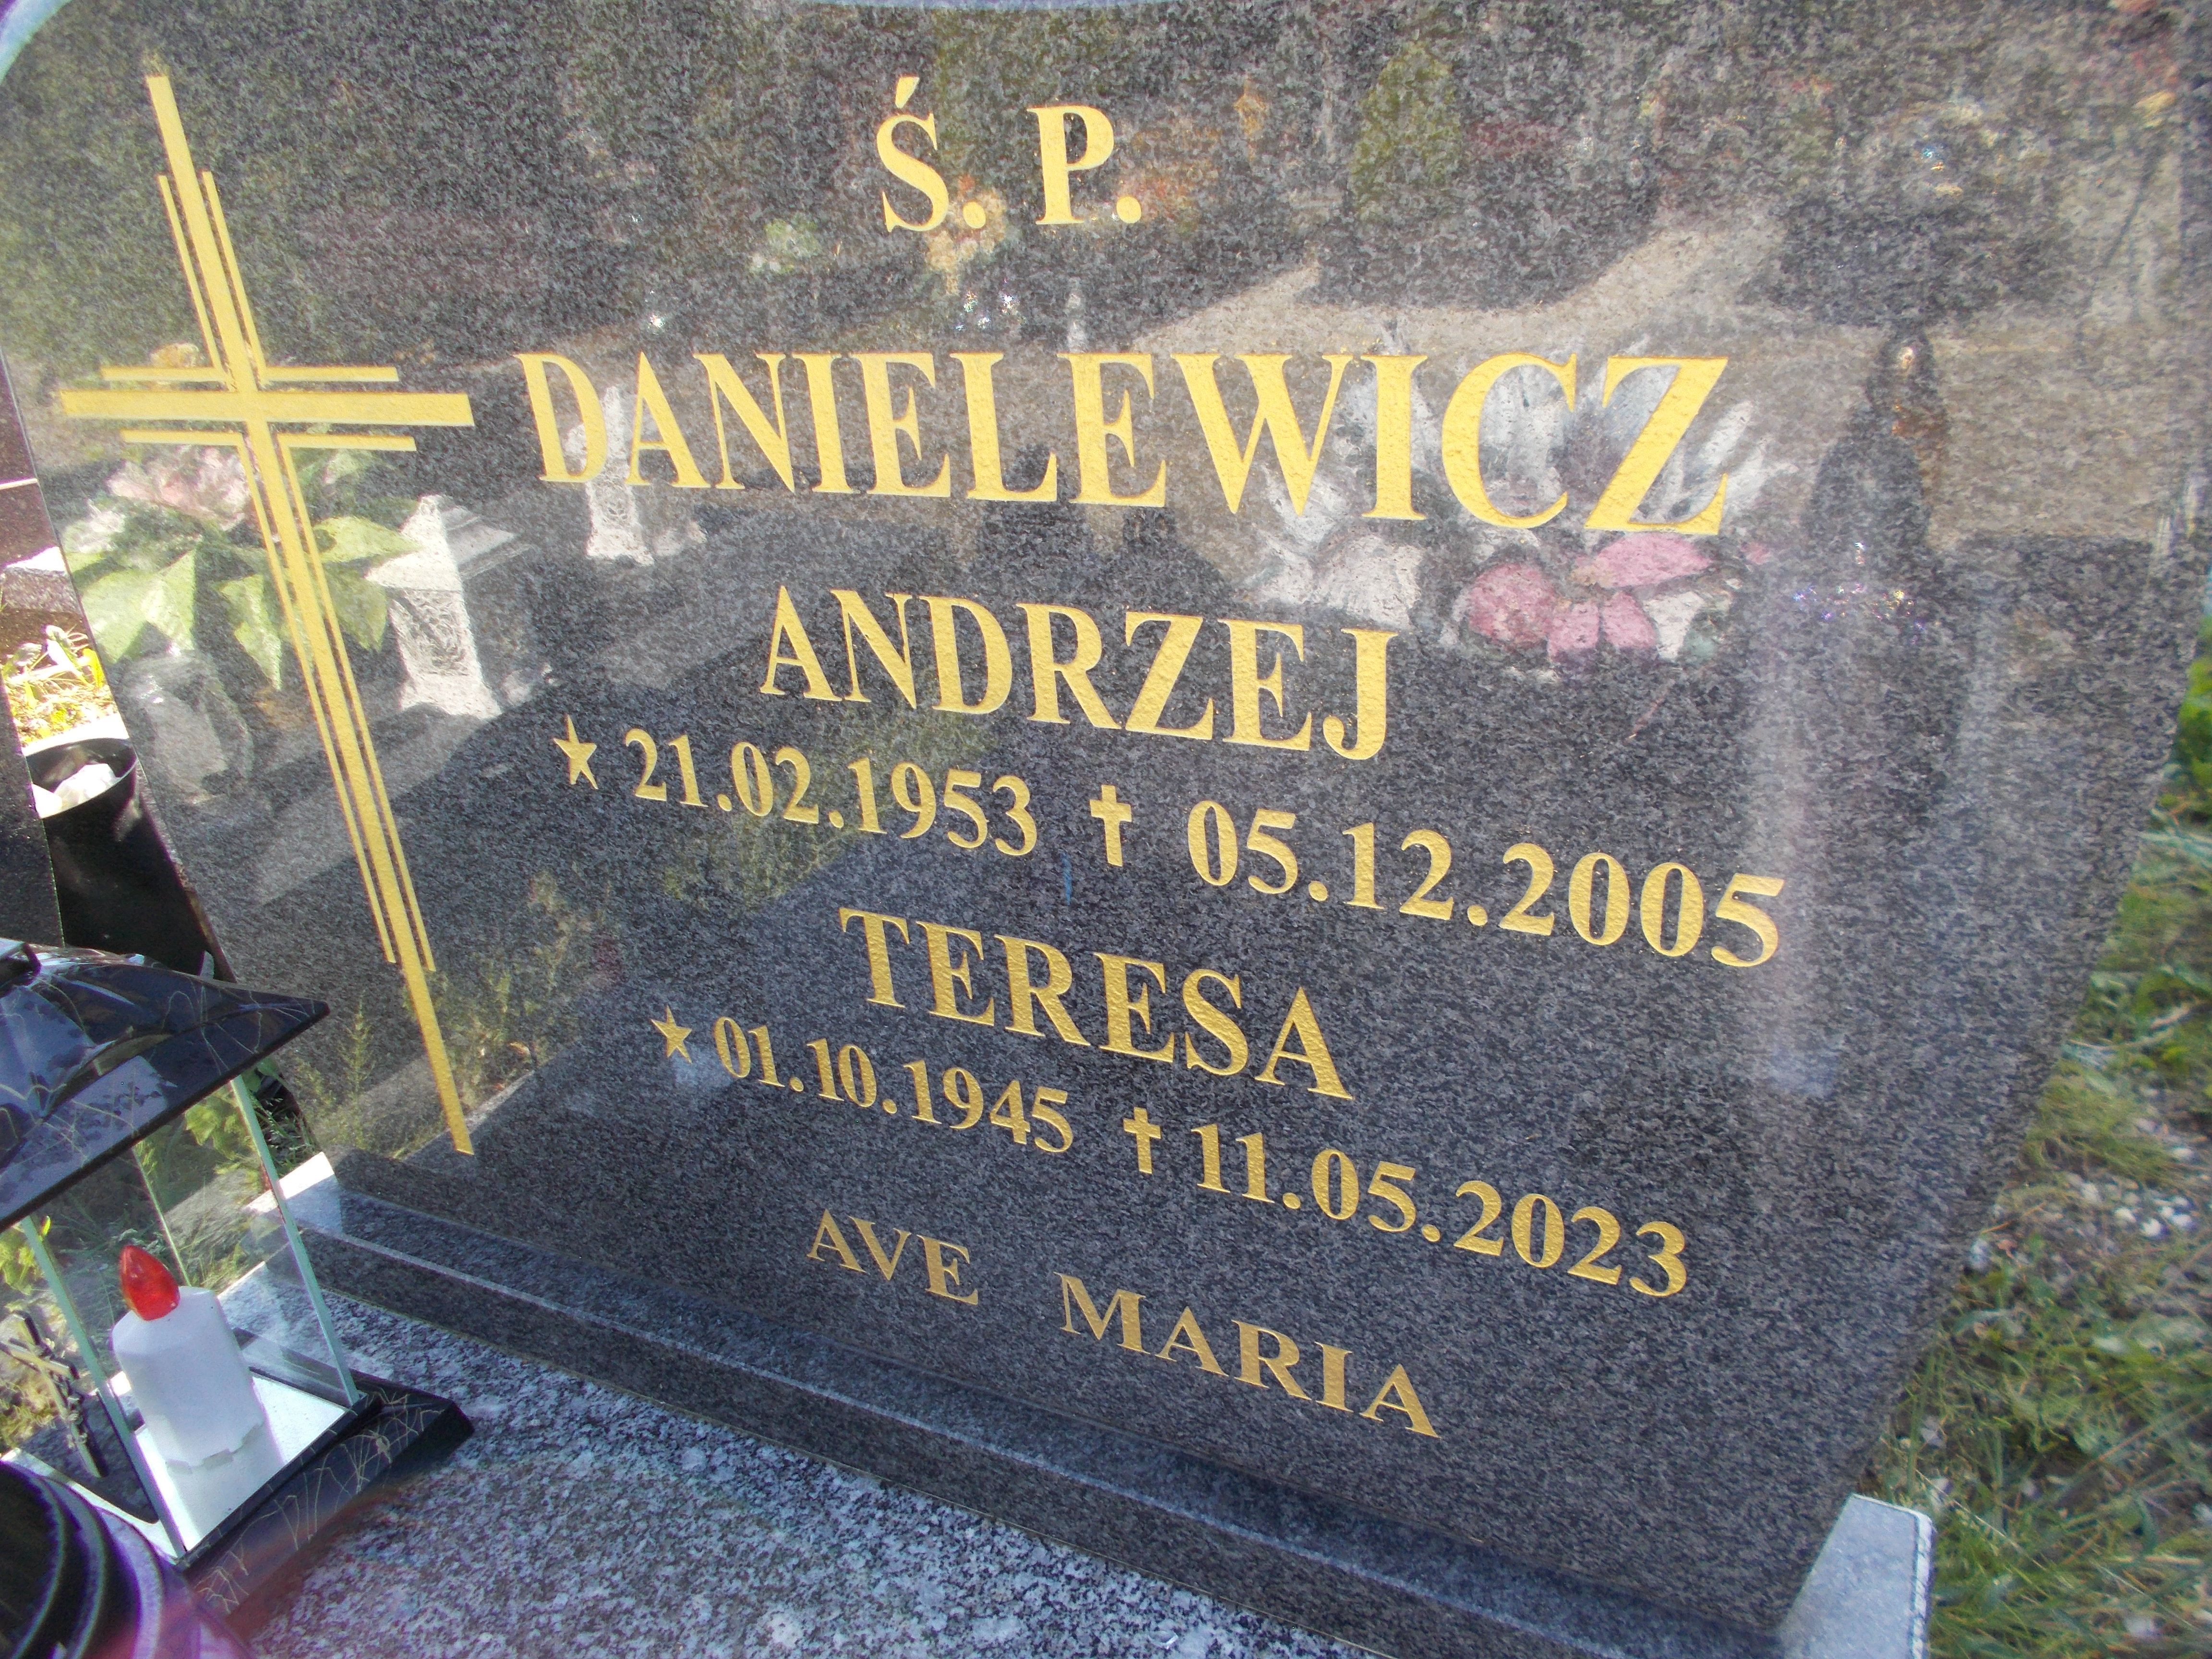 Ś. P.
DANIELEWICZ
ANDRZEJ
★ 21.02.1953 ✝ 05.12.2005
TERESA
★ 01.10.1945 ✝ 11.05.2023
AVE MARIA